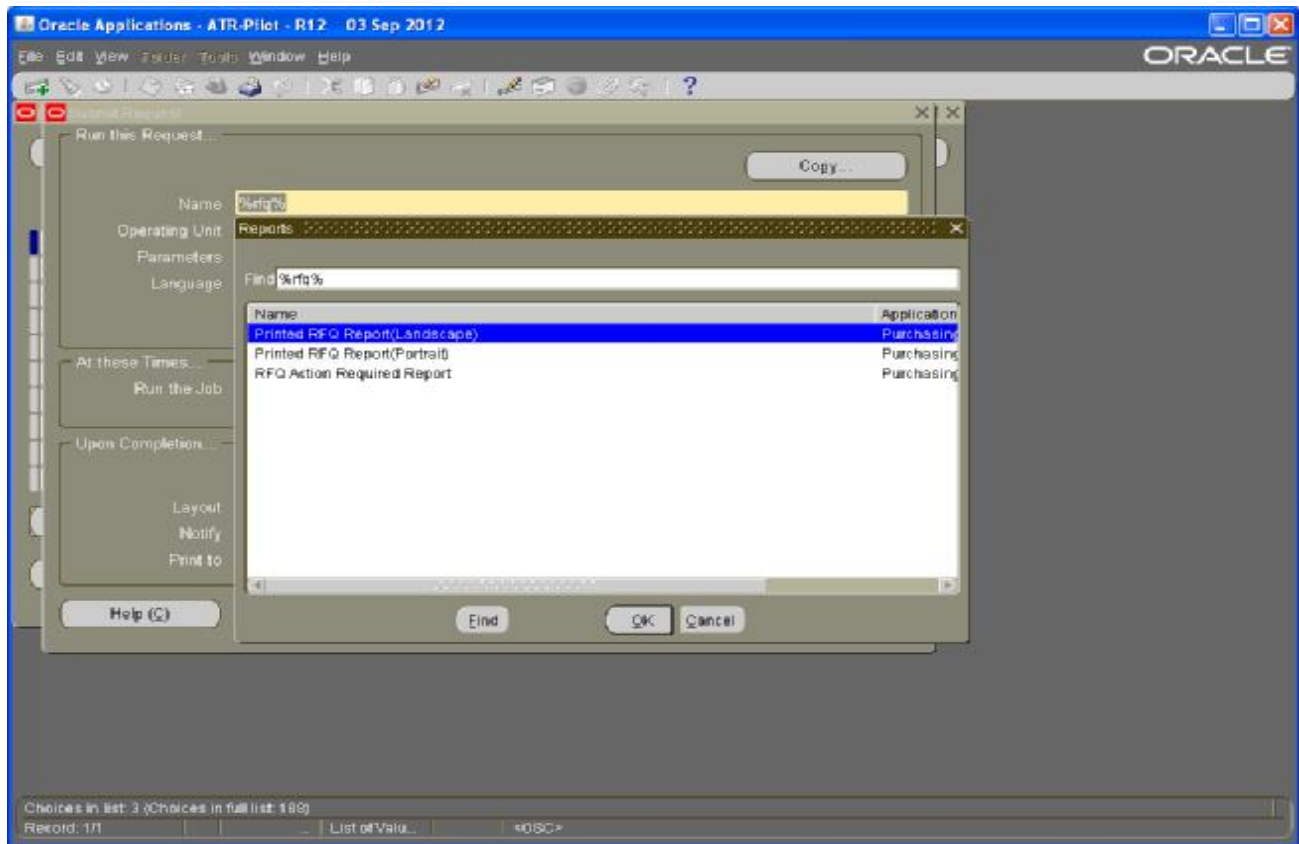 Oracle Applications - ATR-Pilot - R12 03 Sep 2012
File Edit View Folder Tools Window Help
ORACLE
Submit Request
Run this Request...
Copy...
Name %rfq%
Operating Unit
Reports
Parameters
Language
Find %rfq%
Name Application
Printed RFQ Report(Landscape) Purchasing
Printed RFQ Report(Portrait) Purchasing
RFQ Action Required Report Purchasing
At these Times...
Run the Job
Upon Completion...
Layout
Notify
Print to
Help (C)
Find OK Cancel
Choices in list: 3 (Choices in full list: 188)
Record: 1/1 ... List of Valu... <OSC>